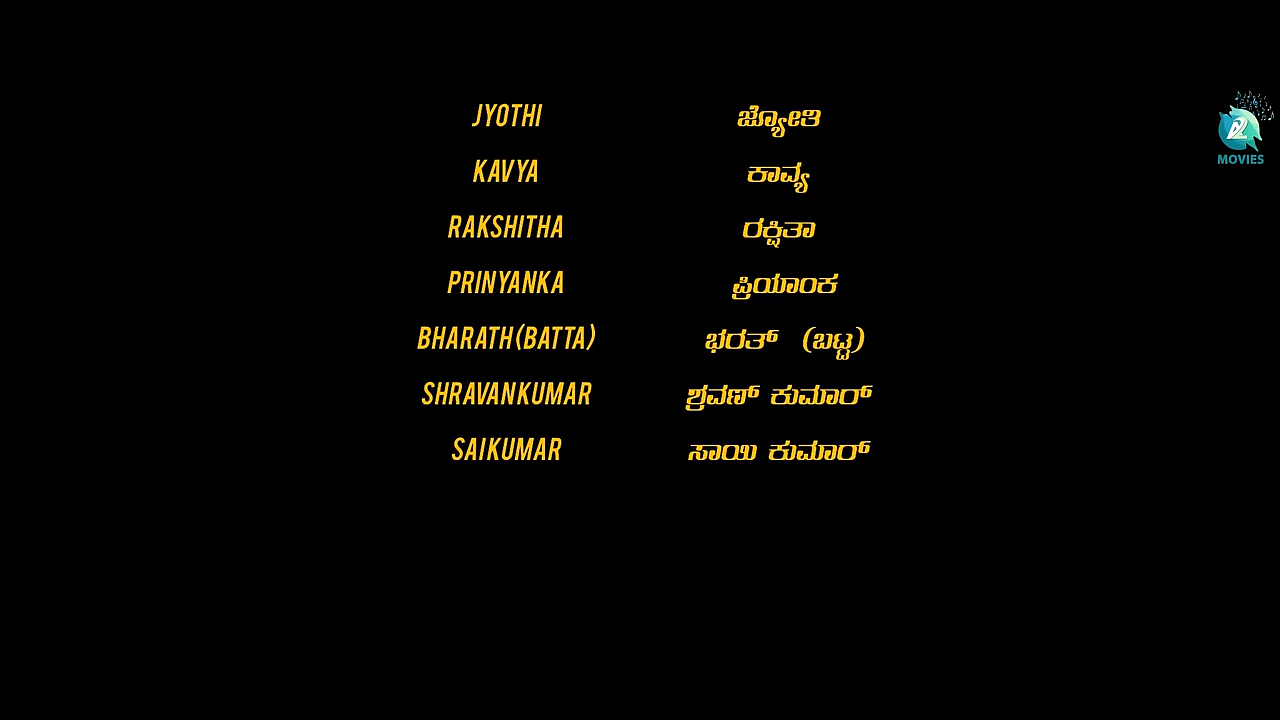 JYOTHI ಜ್ಯೋತಿ
KAVYA ಕಾವ್ಯ
RAKSHITHA ರಕ್ಷಿತಾ
PRINYANKA ಪ್ರಿಯಾಂಕ
BHARATH(BATTA) ಭರತ್ (ಬಟ್ಟ)
SHRAVANKUMAR ಶ್ರವಣ್ ಕುಮಾರ್
SAIKUMAR ಸಾಯಿ ಕುಮಾರ್
MOVIES